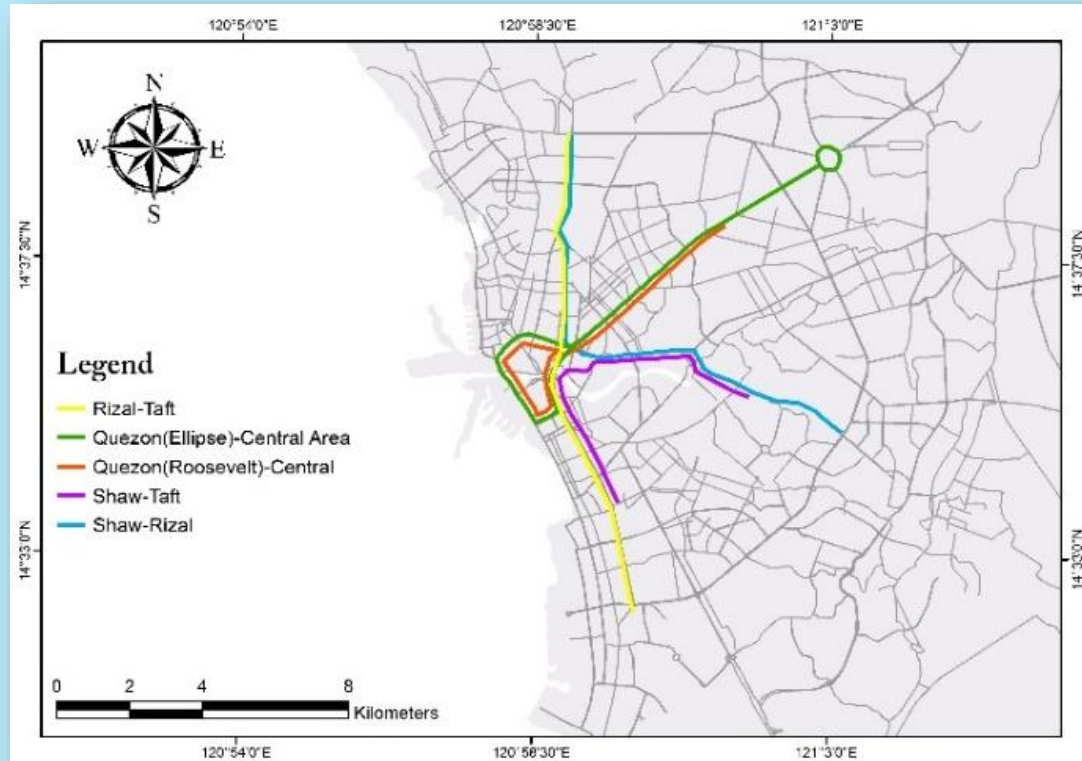 120°54'0"E 120°58'30"E 121°3'0"E
N
W E
S
14°37'30"N 14°37'30"N
Legend
Rizal-Taft
Quezon(Ellipse)-Central Area
Quezon(Roosevelt)-Central
Shaw-Taft
Shaw-Rizal
14°33'0"N 14°33'0"N
0 2 4 8
Kilometers
120°54'0"E 120°58'30"E 121°3'0"E